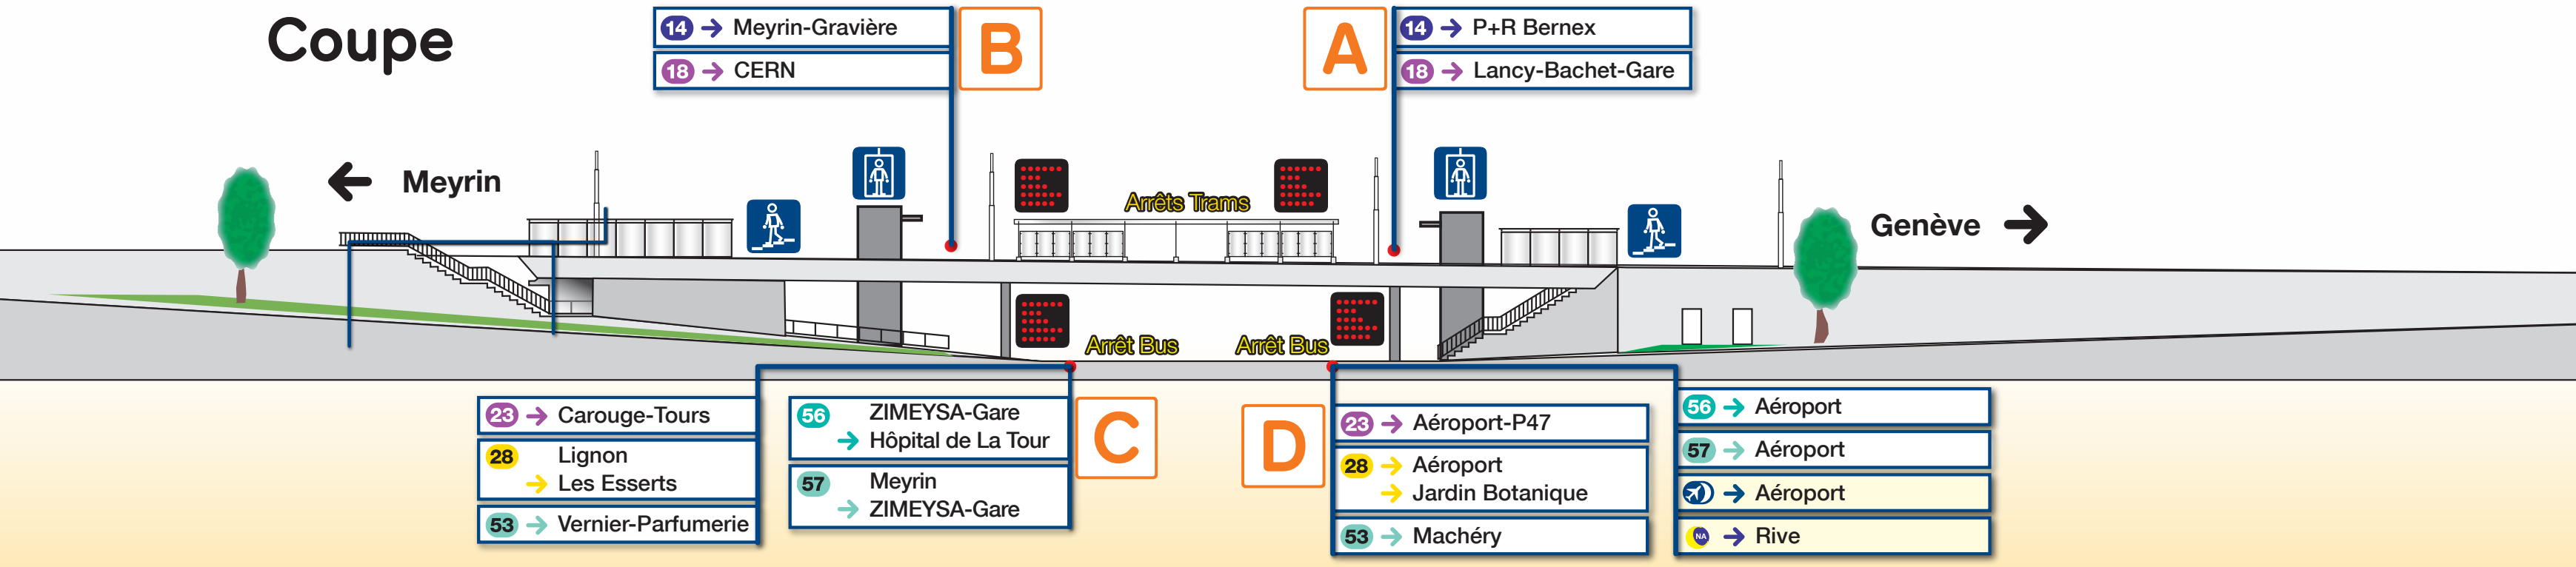 Coupe
14 → Meyrin-Gravière
18 → CERN
B
A
14 → P+R Bernex
18 → Lancy-Bachet-Gare
← Meyrin
Arrêts Trams
Genève →
Arrêt Bus
Arrêt Bus
23 → Carouge-Tours
28 Lignon
→ Les Esserts
53 → Vernier-Parfumerie
56 ZIMEYSA-Gare
→ Hôpital de La Tour
57 Meyrin
→ ZIMEYSA-Gare
C
D
23 → Aéroport-P47
28 → Aéroport
→ Jardin Botanique
53 → Machéry
56 → Aéroport
57 → Aéroport
→ Aéroport
NA → Rive